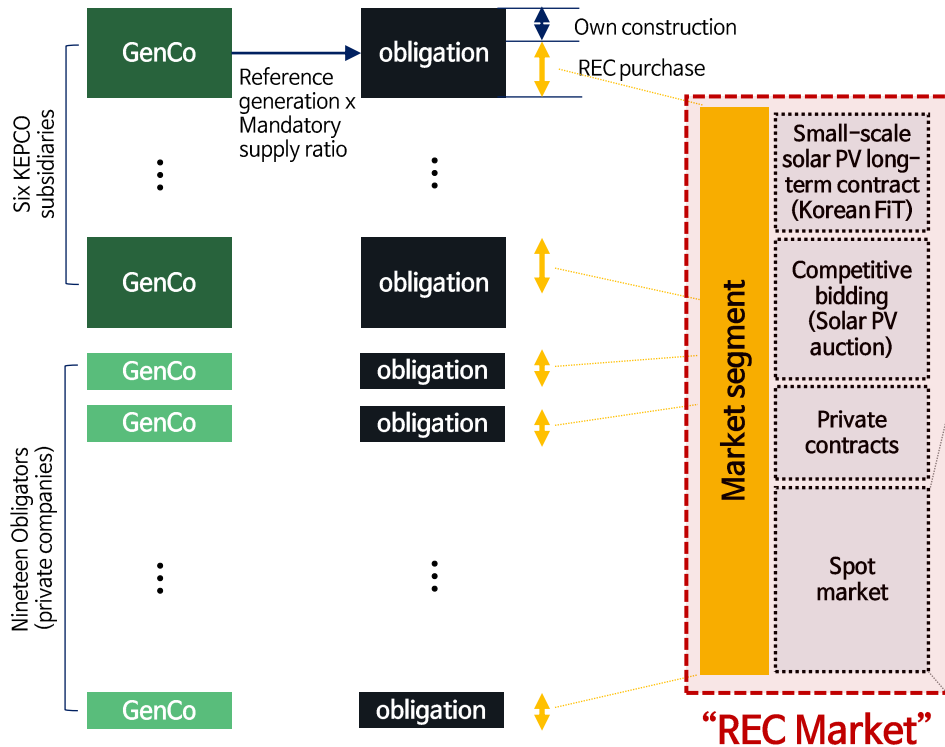 GenCo
obligation
Own construction
REC purchase
Reference
generation x
Mandatory
supply ratio
Six KEPCO
subsidiaries
GenCo
obligation
GenCo
obligation
GenCo
obligation
Nineteen Obligators
(private companies)
GenCo
obligation
Market segment
Small-scale
solar PV long-
term contract
(Korean FiT)
Competitive
bidding
(Solar PV
auction)
Private
contracts
Spot
market
“REC Market”